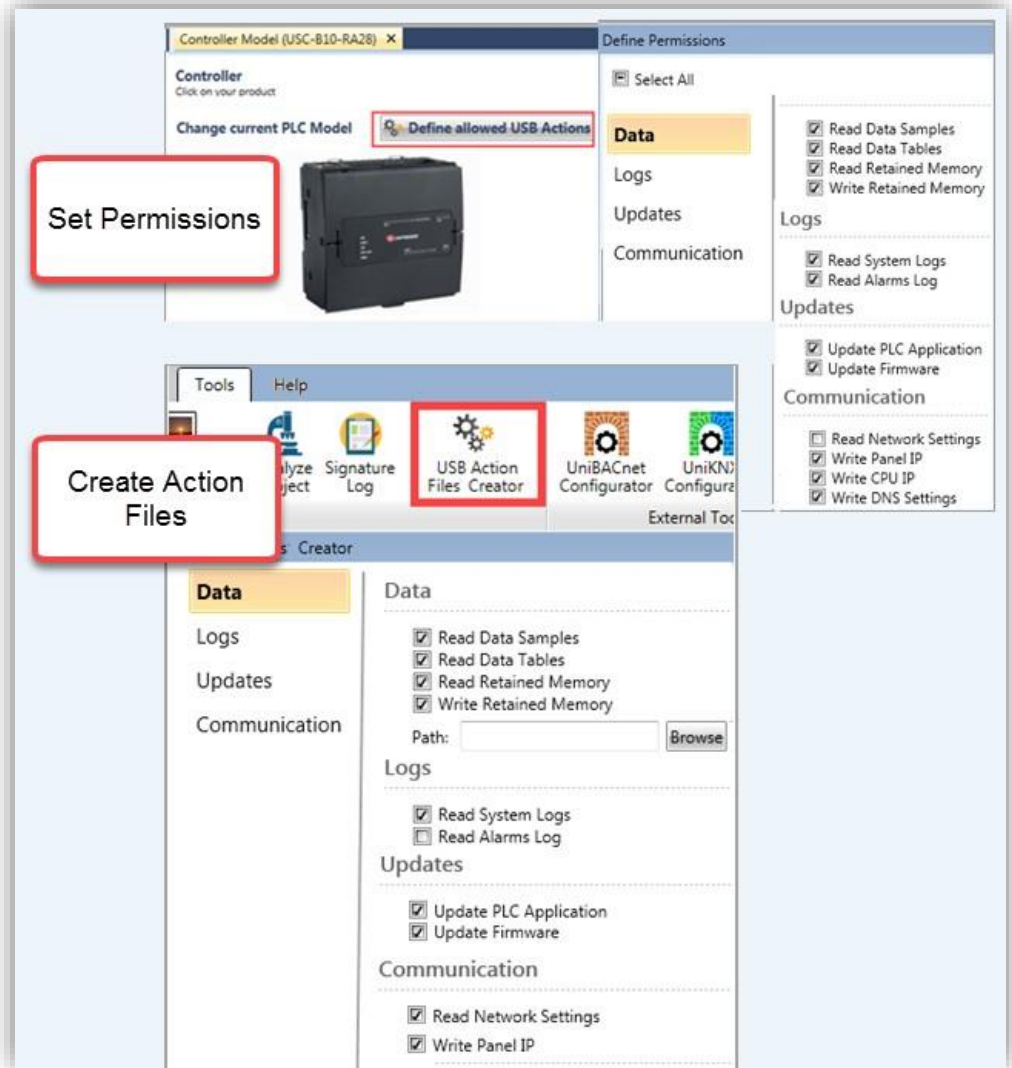 Controller Model (USC-B10-RA28) X
Controller
Click on your product
Change current PLC Model
Define allowed USB Actions
Set Permissions
Define Permissions
Select All
Data
Logs
Updates
Communication
Read Data Samples
Read Data Tables
Read Retained Memory
Write Retained Memory
Logs
Read System Logs
Read Alarms Log
Updates
Update PLC Application
Update Firmware
Communication
Read Network Settings
Write Panel IP
Write CPU IP
Write DNS Settings
Tools Help
Create Action
Files
lyze
ject
Signature
Log
USB Action
Files Creator
UniBACnet
Configurator
UniKNX
Configura
External Too
Creator
Data
Logs
Updates
Communication
Data
Read Data Samples
Read Data Tables
Read Retained Memory
Write Retained Memory
Path: Browse
Logs
Read System Logs
Read Alarms Log
Updates
Update PLC Application
Update Firmware
Communication
Read Network Settings
Write Panel IP